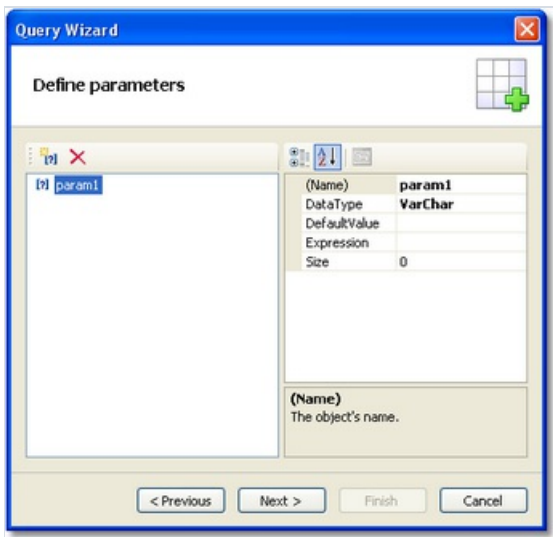 Query Wizard
Define parameters
[?] param1
(Name) param1
DataType VarChar
DefaultValue
Expression
Size 0
(Name)
The object's name.
< Previous Next > Finish Cancel